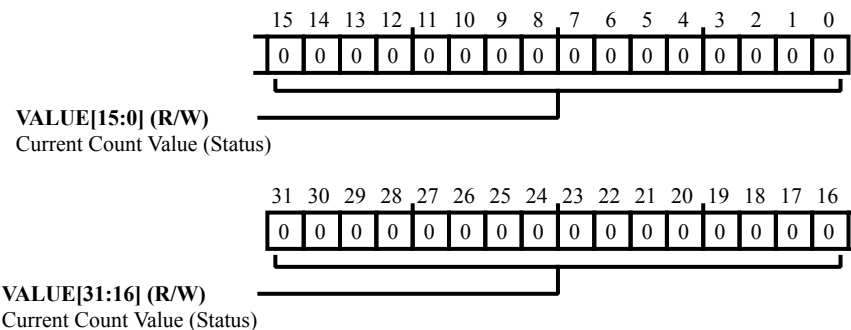 15 14 13 12 11 10 9 8 7 6 5 4 3 2 1 0
0 0 0 0 0 0 0 0 0 0 0 0 0 0 0 0
VALUE[15:0] (R/W)
Current Count Value (Status)
31 30 29 28 27 26 25 24 23 22 21 20 19 18 17 16
0 0 0 0 0 0 0 0 0 0 0 0 0 0 0 0
VALUE[31:16] (R/W)
Current Count Value (Status)